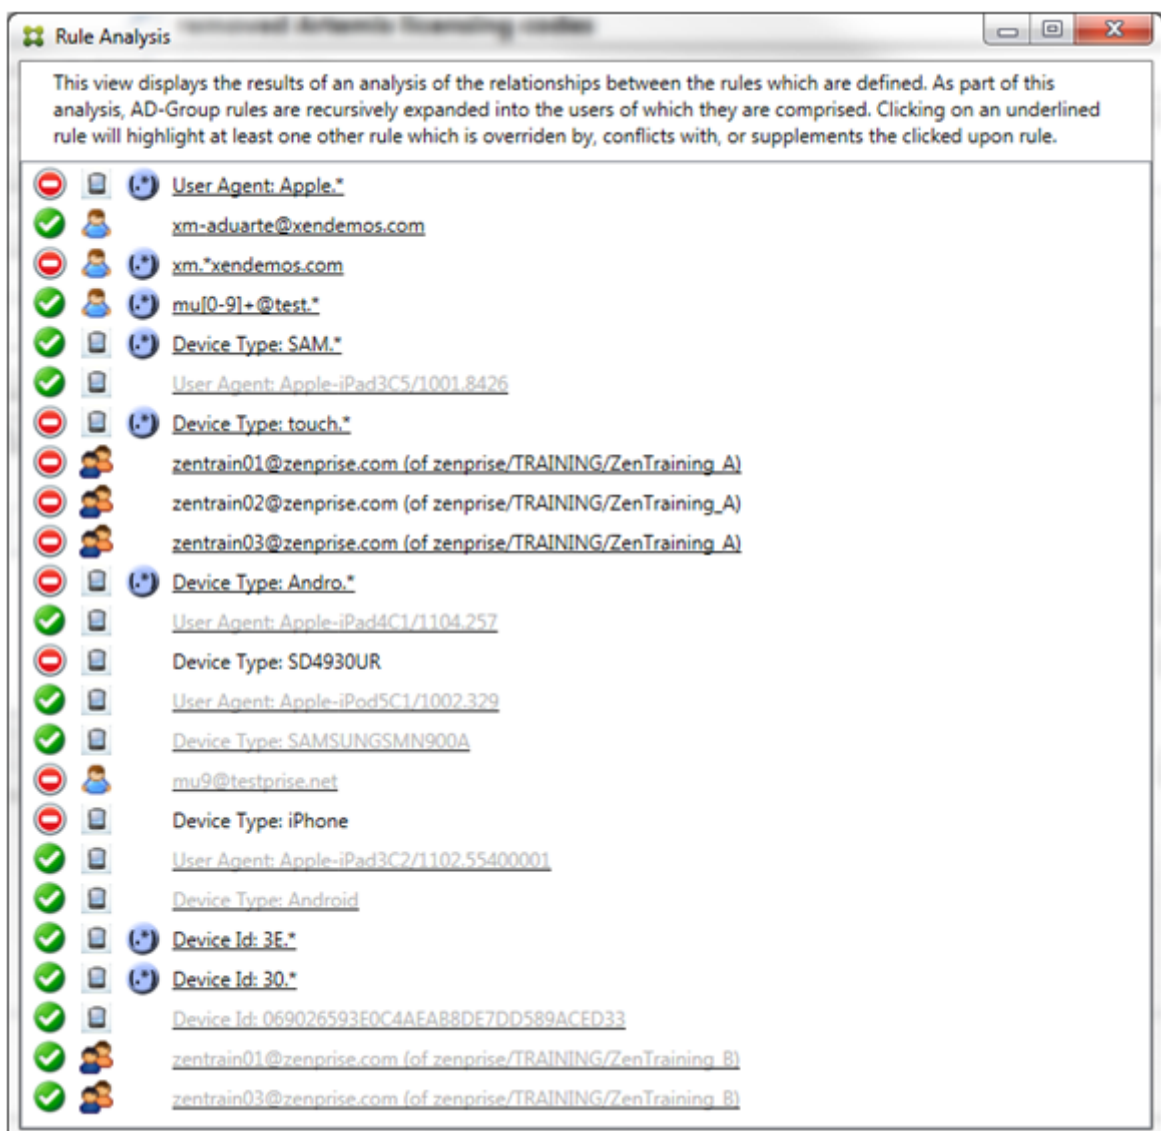 removed Artemis licensing codes
Rule Analysis
This view displays the results of an analysis of the relationships between the rules which are defined. As part of this
analysis, AD-Group rules are recursively expanded into the users of which they are comprised. Clicking on an underlined
rule will highlight at least one other rule which is overriden by, conflicts with, or supplements the clicked upon rule.
(.*) User Agent: Apple.*
xm-aduarte@xendemos.com
(.*) xm.*xendemos.com
(.*) mu[0-9]+@test.*
(.*) Device Type: SAM.*
User Agent: Apple-iPad3C5/1001.8426
(.*) Device Type: touch.*
zentrain01@zenprise.com (of zenprise/TRAINING/ZenTraining_A)
zentrain02@zenprise.com (of zenprise/TRAINING/ZenTraining_A)
zentrain03@zenprise.com (of zenprise/TRAINING/ZenTraining_A)
(.*) Device Type: Andro.*
User Agent: Apple-iPad4C1/1104.257
Device Type: SD4930UR
User Agent: Apple-iPod5C1/1002.329
Device Type: SAMSUNGSMN900A
mu9@testprise.net
Device Type: iPhone
User Agent: Apple-iPad3C2/1102.55400001
Device Type: Android
(.*) Device Id: 3E.*
(.*) Device Id: 30.*
Device Id: 069026593E0C4AEAB8DE7DD589ACED33
zentrain01@zenprise.com (of zenprise/TRAINING/ZenTraining_B)
zentrain03@zenprise.com (of zenprise/TRAINING/ZenTraining_B)